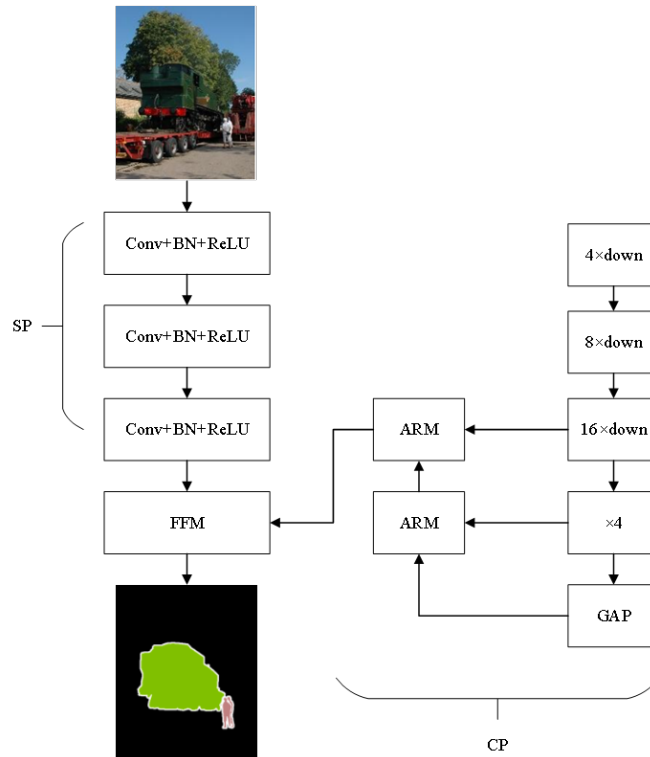 Conv+BN+ReLU
4×down
SP
Conv+BN+ReLU
8×down
Conv+BN+ReLU
ARM
16×down
FFM
ARM
×4
GAP
CP